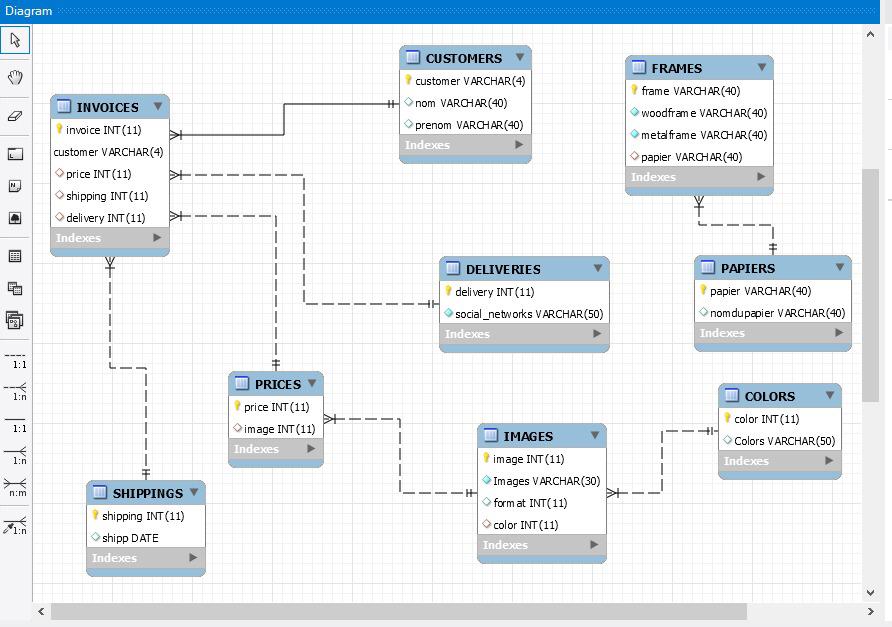 Diagram
INVOICES
invoice INT(11)
customer VARCHAR(4)
price INT(11)
shipping INT(11)
delivery INT(11)
Indexes
CUSTOMERS
customer VARCHAR(4)
nom VARCHAR(40)
prenom VARCHAR(40)
Indexes
FRAMES
frame VARCHAR(40)
woodframe VARCHAR(40)
metalframe VARCHAR(40)
papier VARCHAR(40)
Indexes
DELIVERIES
delivery INT(11)
social_networks VARCHAR(50)
Indexes
PAPIERS
papier VARCHAR(40)
nomdupapier VARCHAR(40)
Indexes
PRICES
price INT(11)
image INT(11)
Indexes
IMAGES
image INT(11)
Images VARCHAR(30)
format INT(11)
color INT(11)
Indexes
COLORS
color INT(11)
Colors VARCHAR(50)
Indexes
SHIPPINGS
shipping INT(11)
shipp DATE
Indexes
1:1
1:n
1:1
1:n
n:m
1:n